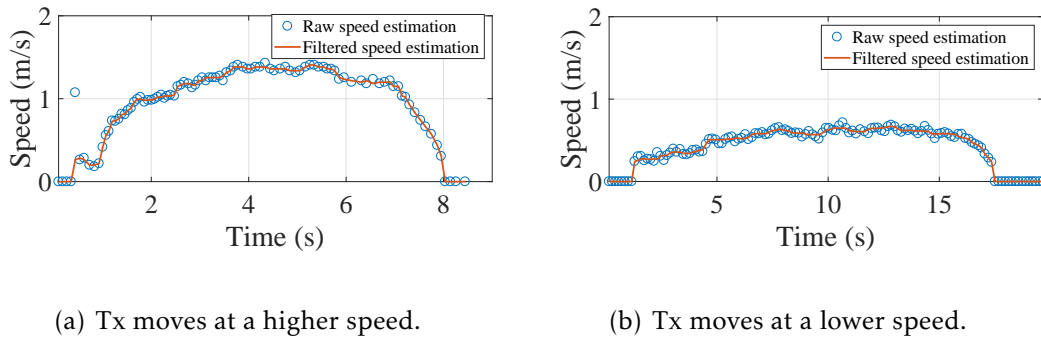 2
1
0
Speed (m/s)
Raw speed estimation
Filtered speed estimation
2 4 6 8
Time (s)
(a) Tx moves at a higher speed.
2
1
0
Speed (m/s)
Raw speed estimation
Filtered speed estimation
5 10 15
Time (s)
(b) Tx moves at a lower speed.